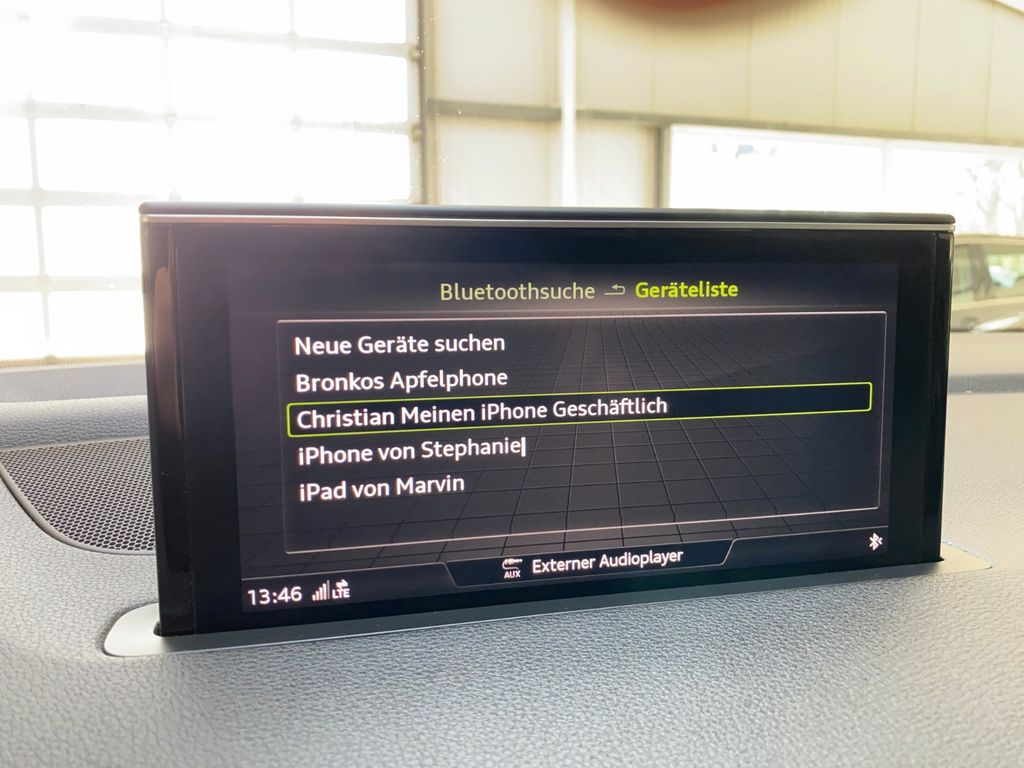 Bluetoothsuche Geräteliste
Neue Geräte suchen
Bronkos Apfelphone
Christian Meinen iPhone Geschäftlich
iPhone von Stephanie
iPad von Marvin
AUX Externer Audioplayer
13:46 LTE